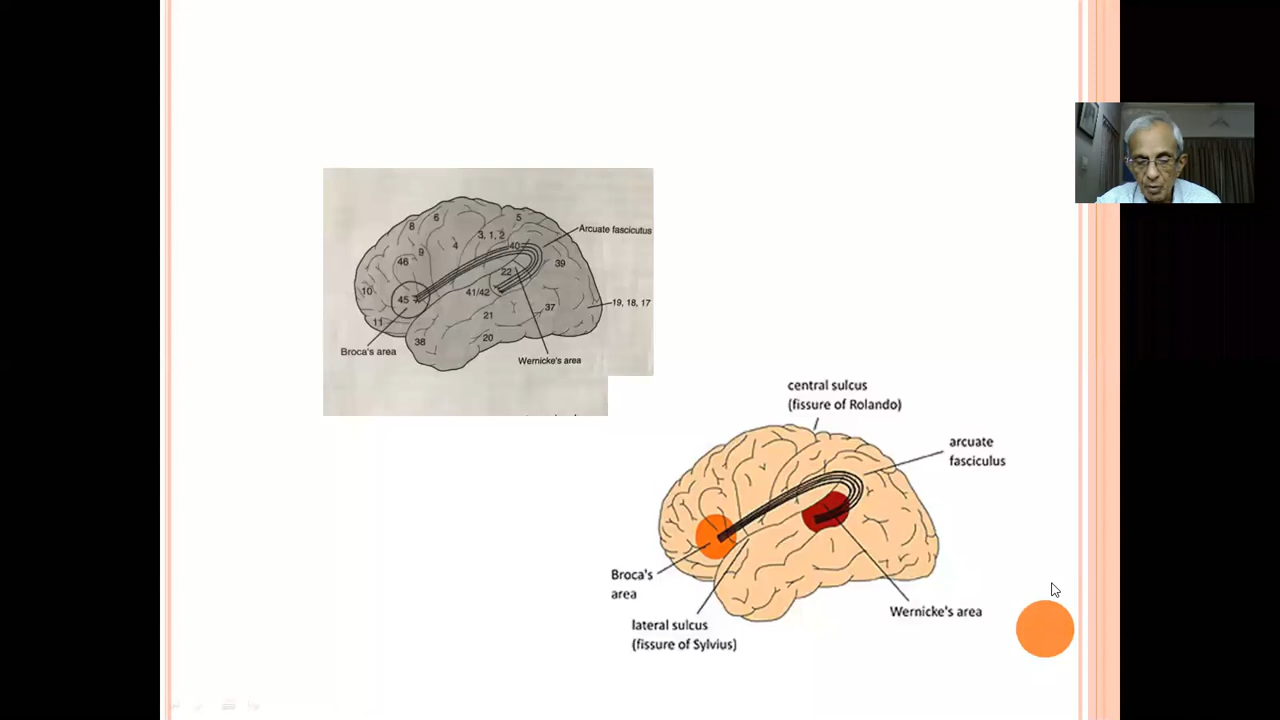 8
6
5
Arcuate fascicutus
3, 1, 2
4
40
9
46
39
22
10
45
41/42
19, 18, 17
37
21
11
38
20
Broca's area
Wernicke's area
central sulcus
(fissure of Rolando)
arcuate
fasciculus
Broca's
area
Wernicke's area
lateral sulcus
(fissure of Sylvius)